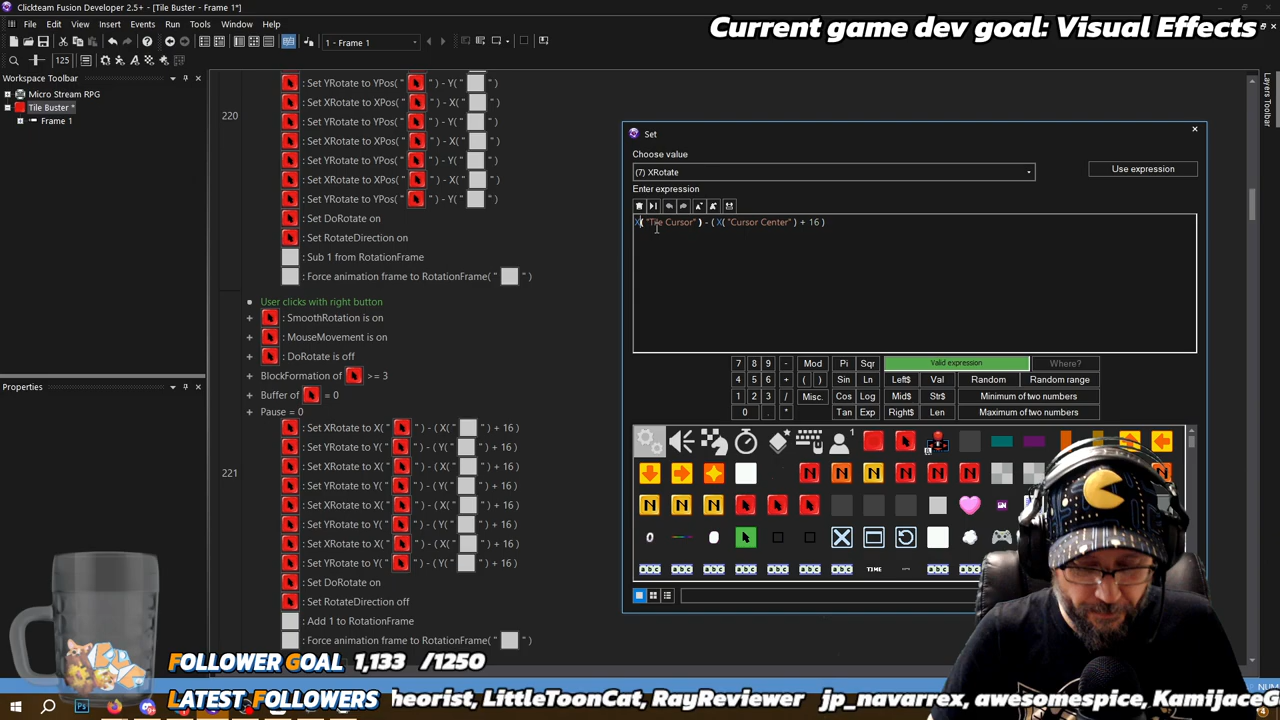 Clickteam Fusion Developer 2.5+ - [Tile Buster - Frame 1*]
Current game dev goal: Visual Effects
File Edit View Insert Events Run Tools Window Help
1 - Frame 1
125
Workspace Toolbar
Micro Stream RPG
Tile Buster *
Frame 1
Properties
Layers Toolbar
: Set YRotate to YPos( " " ) - Y( " " )
220
: Set XRotate to XPos( " " ) - X( " " )
: Set YRotate to YPos( " " ) - Y( " " )
: Set XRotate to XPos( " " ) - X( " " )
: Set YRotate to YPos( " " ) - Y( " " )
: Set XRotate to XPos( " " ) - X( " " )
: Set YRotate to YPos( " " ) - Y( " " )
: Set DoRotate on
: Set RotateDirection on
: Sub 1 from RotationFrame
: Force animation frame to RotationFrame( " " )
User clicks with right button
+ : SmoothRotation is on
+ : MouseMovement is on
+ : DoRotate is off
+ BlockFormation of >= 3
+ Buffer of = 0
+ Pause = 0
221
: Set XRotate to X( " " ) - ( X( " " ) + 16 )
: Set YRotate to Y( " " ) - ( Y( " " ) + 16 )
: Set XRotate to X( " " ) - ( X( " " ) + 16 )
: Set YRotate to Y( " " ) - ( Y( " " ) + 16 )
: Set XRotate to X( " " ) - ( X( " " ) + 16 )
: Set YRotate to Y( " " ) - ( Y( " " ) + 16 )
: Set XRotate to X( " " ) - ( X( " " ) + 16 )
: Set YRotate to Y( " " ) - ( Y( " " ) + 16 )
: Set DoRotate on
: Set RotateDirection off
: Add 1 to RotationFrame
: Force animation frame to RotationFrame( " " )
Set
Choose value
(7) XRotate
Use expression
Enter expression
X( "Tile Cursor" ) - ( X( "Cursor Center" ) + 16 )
7 8 9 - Mod Pi Sqr Valid expression Where?
4 5 6 + ( ) Sin Ln Left$ Val Random Random range
1 2 3 / Misc. Cos Log Mid$ Str$ Minimum of two numbers
0 . * Tan Exp Right$ Len Maximum of two numbers
TIME
FOLLOWER GOAL 1,133 /1250
LATEST FOLLOWERS heorist, LittleToonCat, RayReviewer jp_navarrex, awesomespice, KamijaceG
NUM